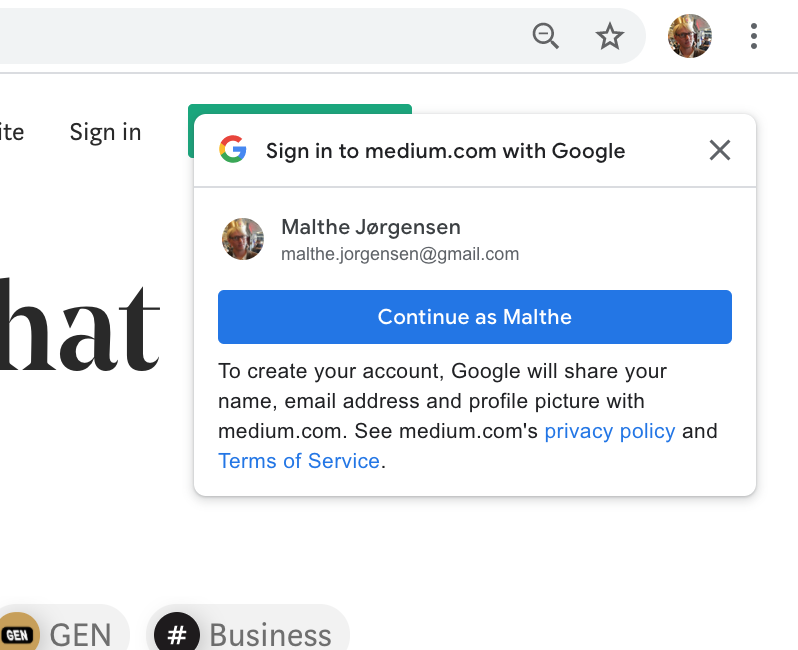 ite Sign in
Sign in to medium.com with Google
Malthe Jørgensen
malthe.jorgensen@gmail.com
Continue as Malthe
hat
To create your account, Google will share your
name, email address and profile picture with
medium.com. See medium.com's privacy policy and
Terms of Service.
GEN GEN # Business